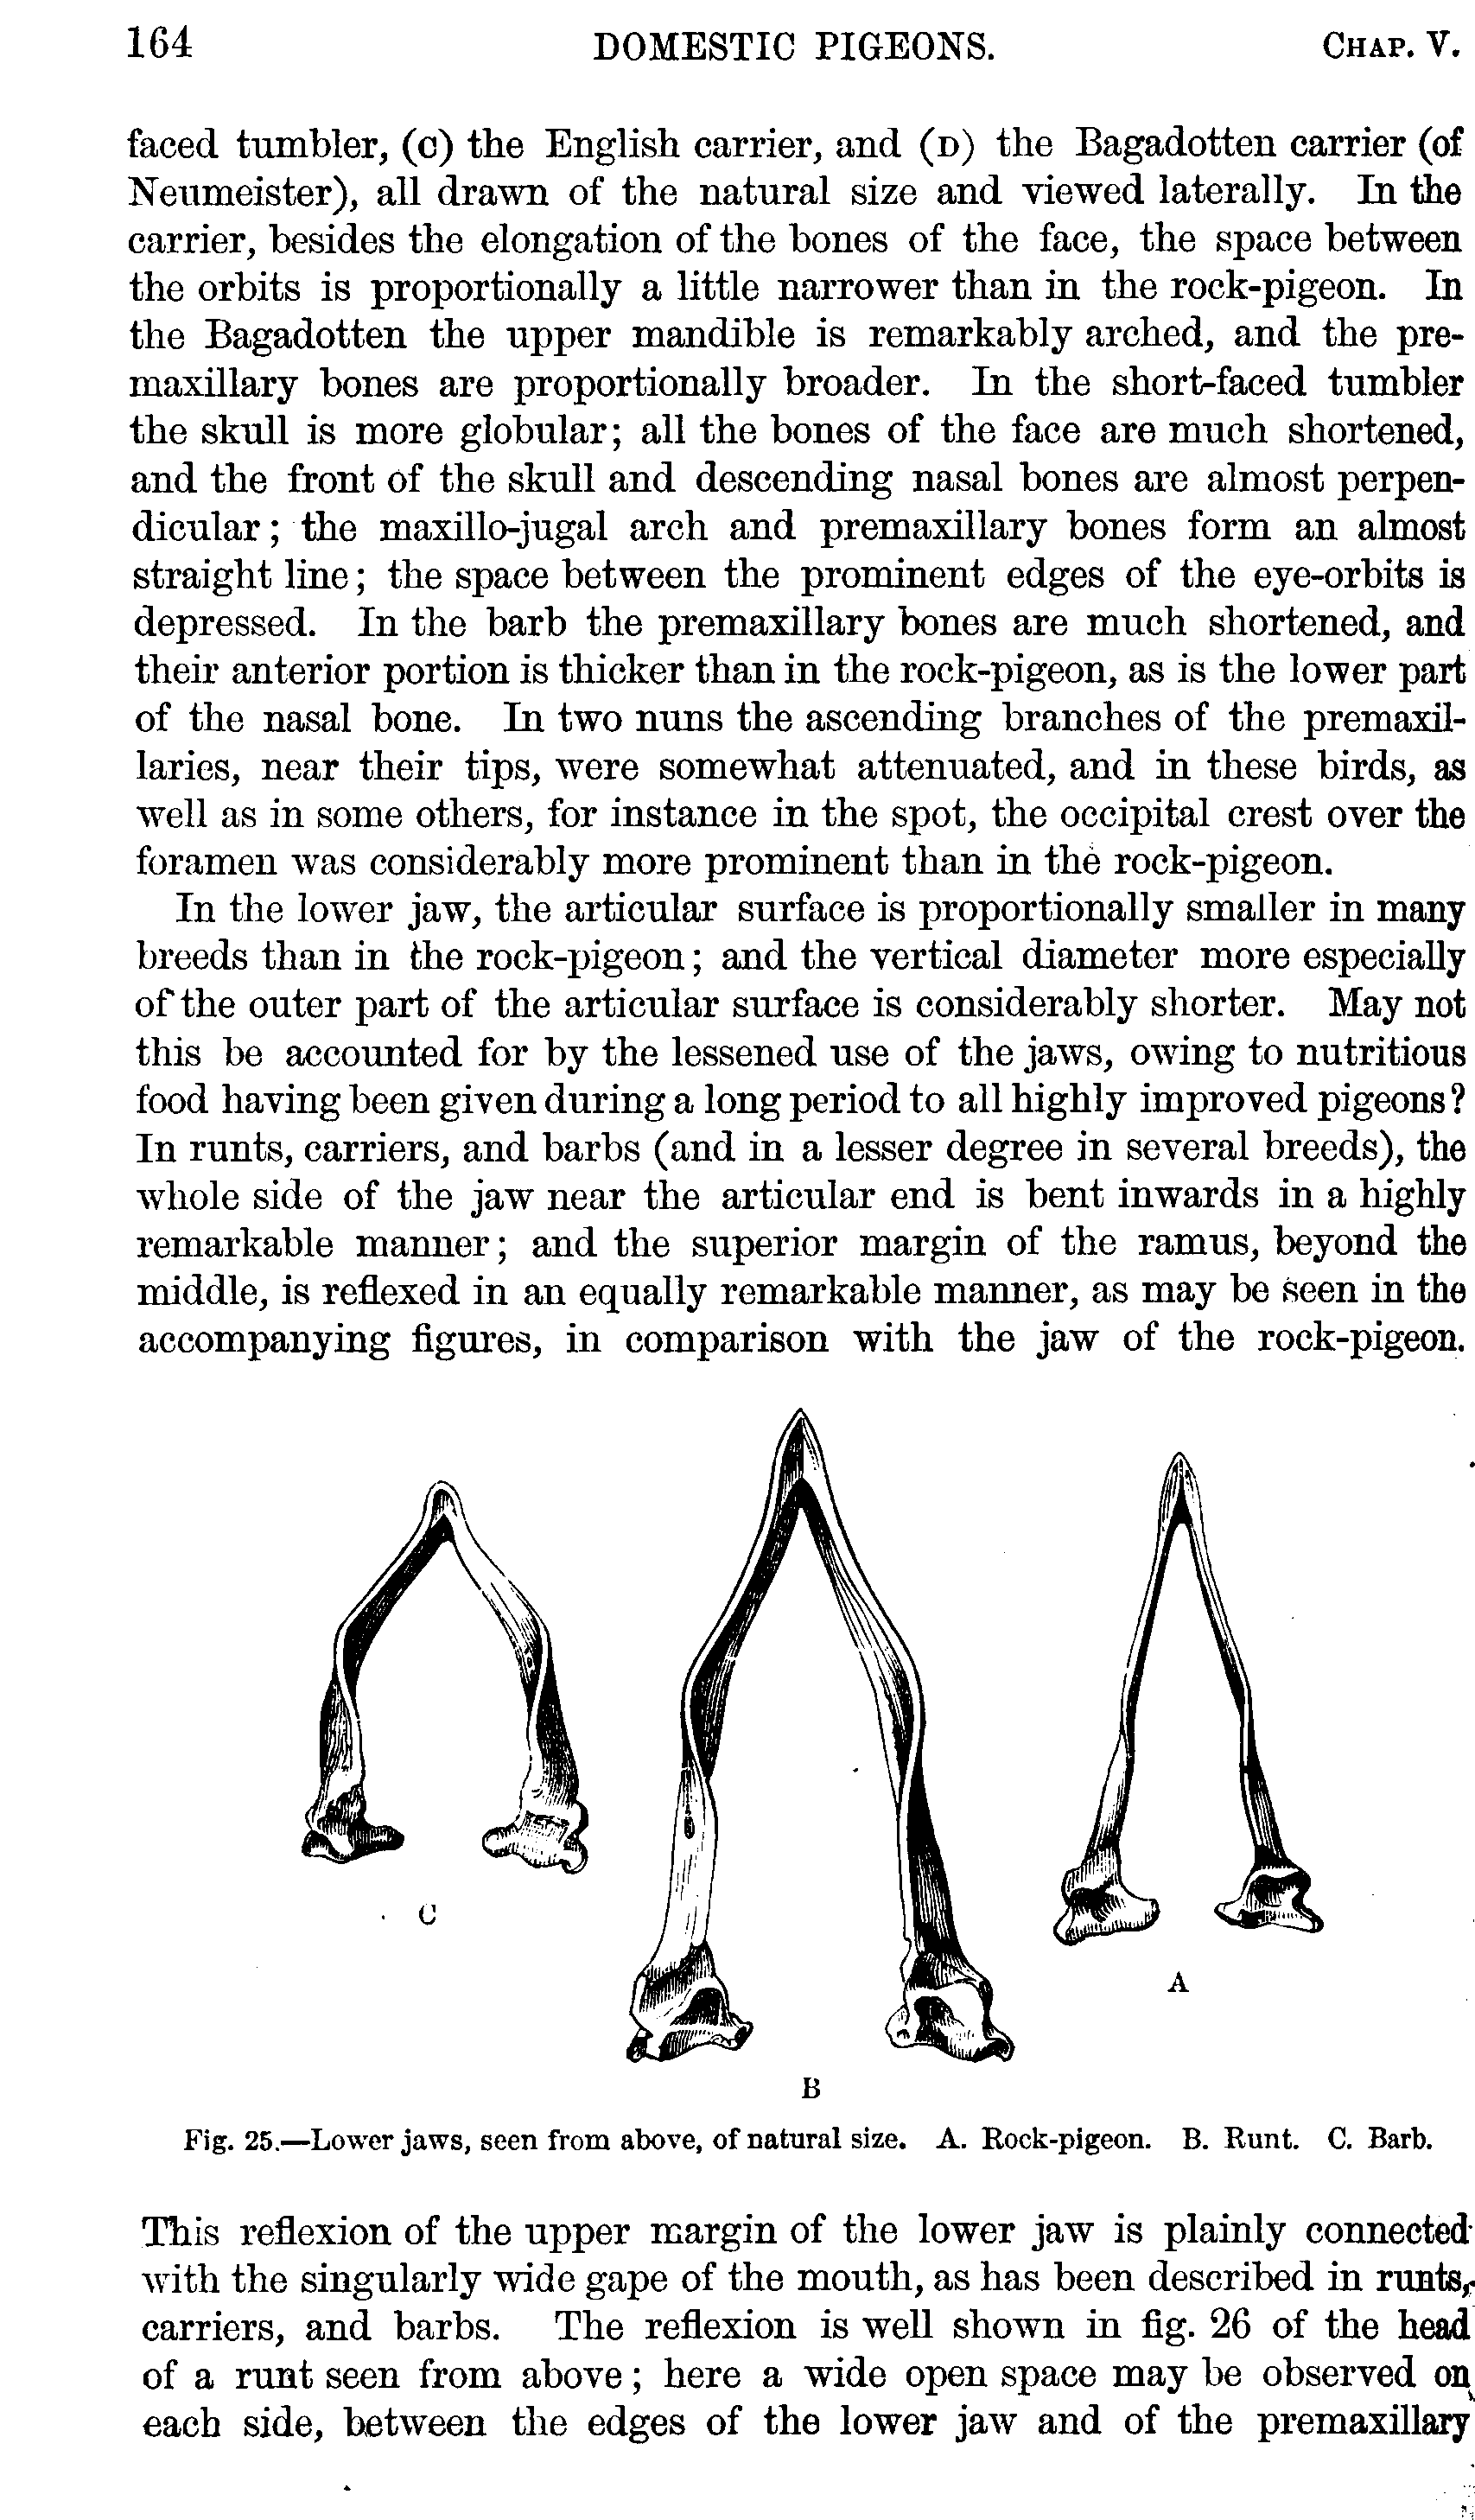 164 DOMESTIC PIGEONS. CHAP. V.
faced tumbler, (C) the English carrier, and (D) the Bagadotten carrier (of
Neumeister), all drawn of the natural size and viewed laterally. In the
carrier, besides the elongation of the bones of the face, the space between
the orbits is proportionally a little narrower than in the rock-pigeon. In
the Bagadotten the upper mandible is remarkably arched, and the pre-
maxillary bones are proportionally broader. In the short-faced tumbler
the skull is more globular; all the bones of the face are much shortened,
and the front of the skull and descending nasal bones are almost perpen-
dicular; the maxillo-jugal arch and premaxillary bones form an almost
straight line; the space between the prominent edges of the eye-orbits is
depressed. In the barb the premaxillary bones are much shortened, and
their anterior portion is thicker than in the rock-pigeon, as is the lower part
of the nasal bone. In two nuns the ascending branches of the premaxil-
laries, near their tips, were somewhat attenuated, and in these birds, as
well as in some others, for instance in the spot, the occipital crest over the
foramen was considerably more prominent than in the rock-pigeon.
In the lower jaw, the articular surface is proportionally smaller in many
breeds than in the rock-pigeon; and the vertical diameter more especially
of the outer part of the articular surface is considerably shorter. May not
this be accounted for by the lessened use of the jaws, owing to nutritious
food having been given during a long period to all highly improved pigeons?
In runts, carriers, and barbs (and in a lesser degree in several breeds), the
whole side of the jaw near the articular end is bent inwards in a highly
remarkable manner; and the superior margin of the ramus, beyond the
middle, is reflexed in an equally remarkable manner, as may be seen in the
accompanying figures, in comparison with the jaw of the rock-pigeon.
C
A
B
Fig. 25.—Lower jaws, seen from above, of natural size. A. Rock-pigeon. B. Runt. C. Barb.
This reflexion of the upper margin of the lower jaw is plainly connected
with the singularly wide gape of the mouth, as has been described in runts,
carriers, and barbs. The reflexion is well shown in fig. 26 of the head
of a runt seen from above; here a wide open space may be observed on
each side, between the edges of the lower jaw and of the premaxillary